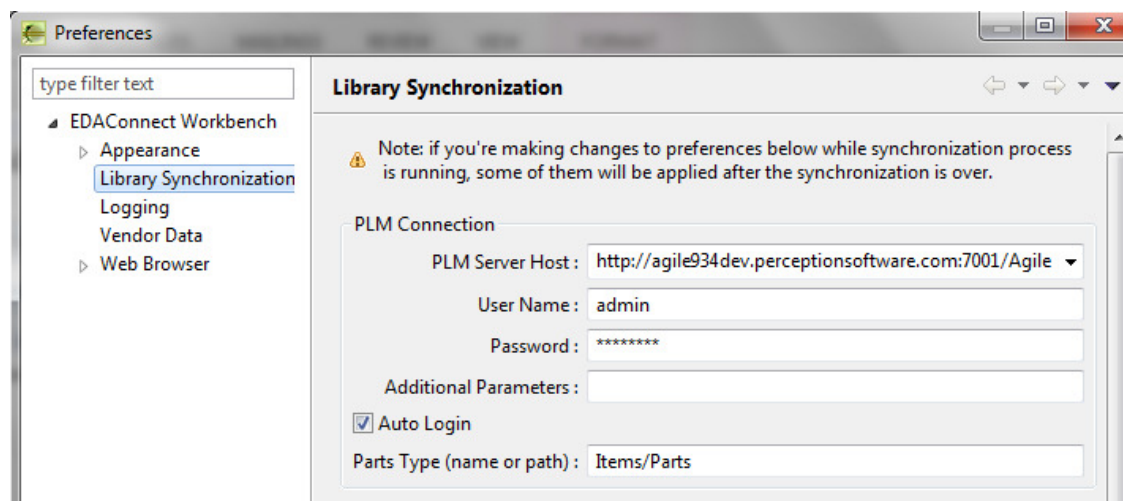 Preferences
type filter text
EDAConnect Workbench
Appearance
Library Synchronization
Logging
Vendor Data
Web Browser
Library Synchronization
Note: if you're making changes to preferences below while synchronization process
is running, some of them will be applied after the synchronization is over.
PLM Connection
PLM Server Host : http://agile934dev.perceptionsoftware.com:7001/Agile
User Name : admin
Password : ********
Additional Parameters :
Auto Login
Parts Type (name or path) : Items/Parts